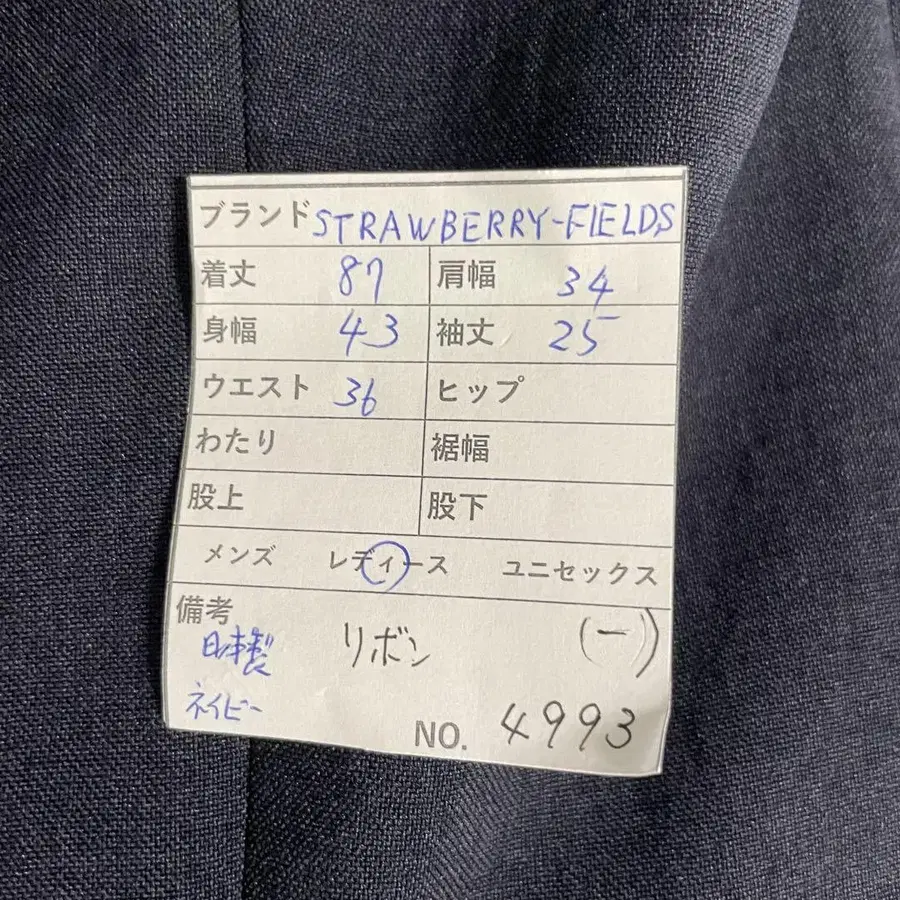 ブランド STRAWBERRY-FIELDS
着丈 87 肩幅 34
身幅 43 袖丈 25
ウエスト 36 ヒップ
わたり 裾幅
股上 股下
メンズ レディース ユニセックス
備考
日本製 リボン (一)
ネイビー
NO. 4993